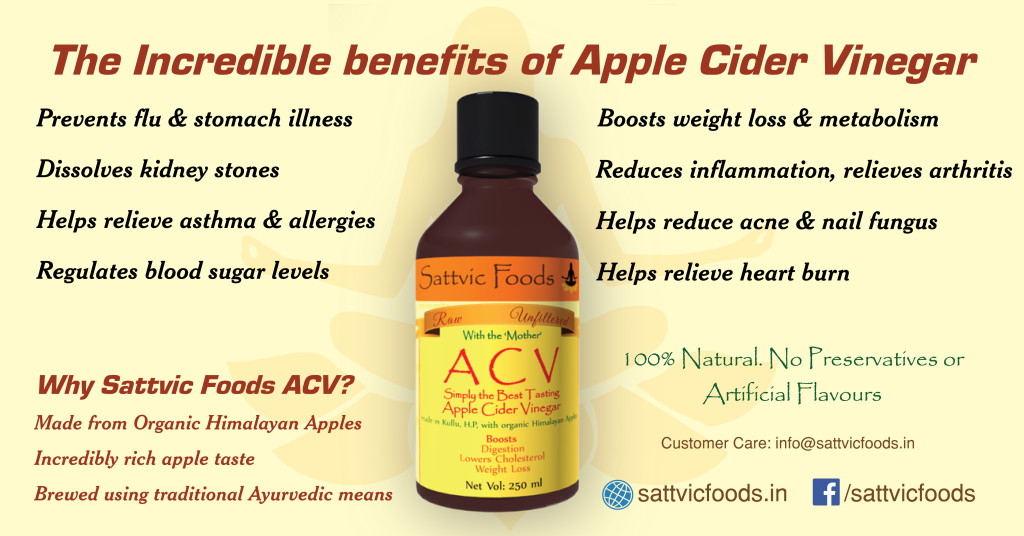 The Incredible benefits of Apple Cider Vinegar
Prevents flu & stomach illness
Dissolves kidney stones
Helps relieve asthma & allergies
Regulates blood sugar levels
Boosts weight loss & metabolism
Reduces inflammation, relieves arthritis
Helps reduce acne & nail fungus
Helps relieve heart burn
Sattvic Foods
Raw Unfiltered
With the 'Mother'
ACV
Simply the Best Tasting
Apple Cider Vinegar
made in Kullu, H.P, with organic Himalayan Apples
Boosts
Digestion
Lowers Cholesterol
Weight Loss
Net Vol: 250 ml
Why Sattvic Foods ACV?
Made from Organic Himalayan Apples
Incredibly rich apple taste
Brewed using traditional Ayurvedic means
100% Natural. No Preservatives or
Artificial Flavours
Customer Care: info@sattvicfoods.in
sattvicfoods.in
f /sattvicfoods